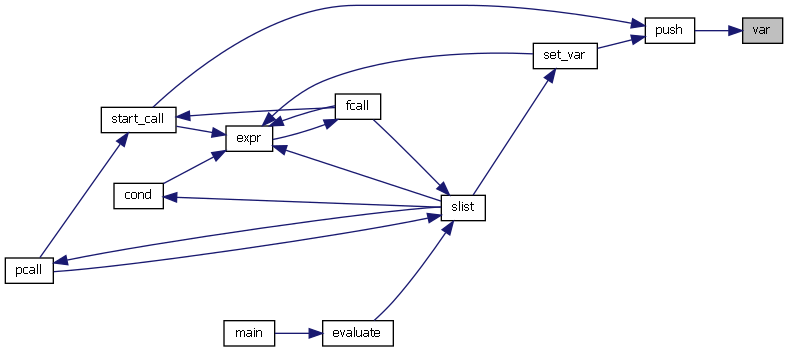 push
var
set_var
fcall
start_call
expr
cond
slist
pcall
main
evaluate